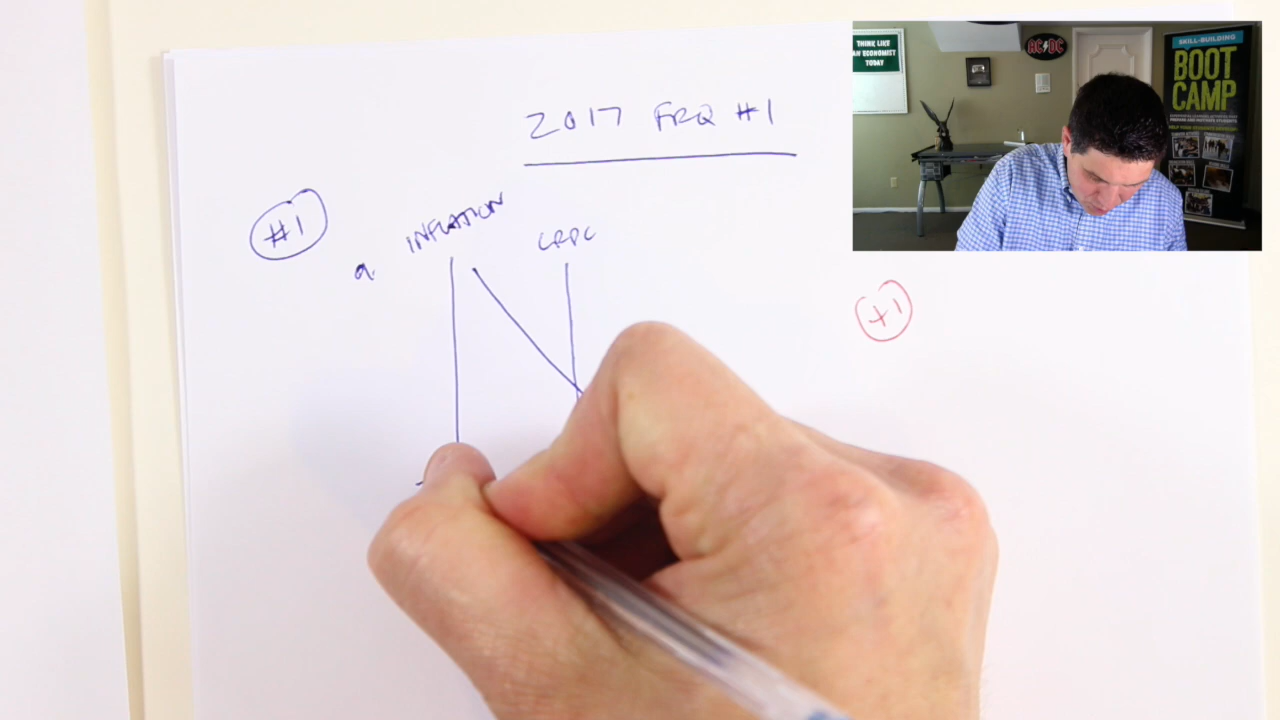 2017 FRQ #1
#1
a
INFLATION
LRPC
+1
THINK LIKE
AN ECONOMIST
TODAY
AC DC
SKILL-BUILDING
BOOT
CAMP